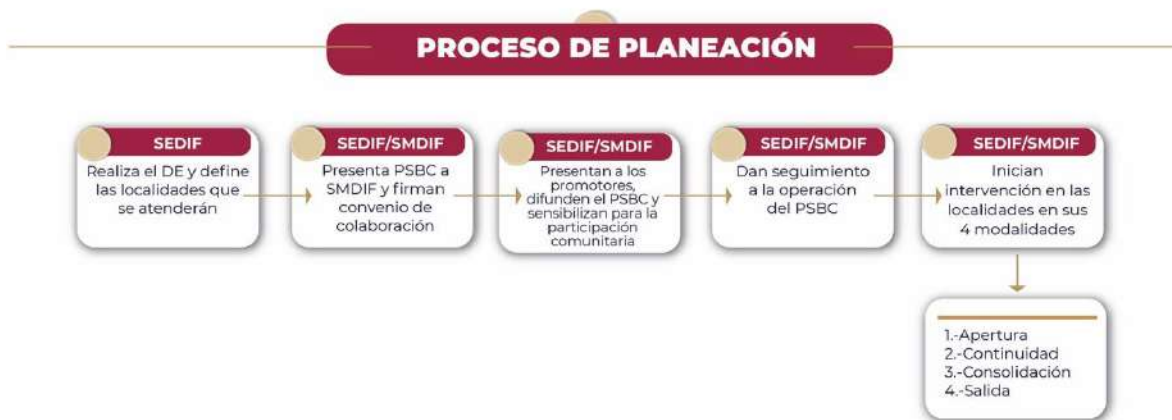 PROCESO DE PLANEACIÓN
SEDIF
Realiza el DE y define
las localidades que
se atenderán
SEDIF/SMDIF
Presenta PSBC a
SMDIF y firman
convenio de
colaboración
SEDIF/SMDIF
Presentan a los
promotores,
difunden el PSBC y
sensibilizan para la
participación
comunitaria
SEDIF/SMDIF
Dan seguimiento
a la operación
del PSBC
SEDIF/SMDIF
Inician
intervención en las
localidades en sus
4 modalidades
1.-Apertura
2.-Continuidad
3.-Consolidación
4.-Salida